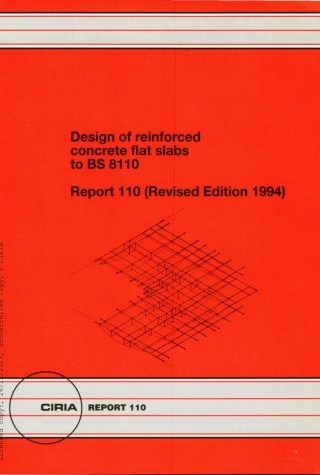 Design of reinforced
concrete flat slabs
to BS 8110
Report 110 (Revised Edition 1994)
CIRIA REPORT 110